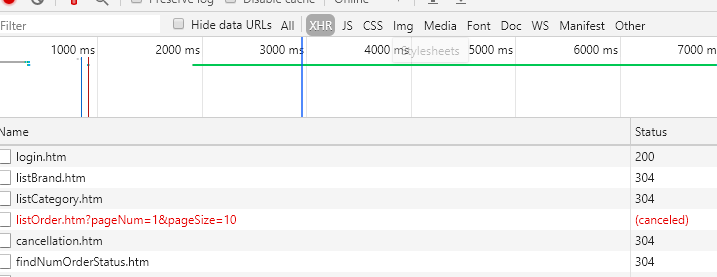 Preserve log Disable cache Online
Filter Hide data URLs All XHR JS CSS Img Media Font Doc WS Manifest Other
Stylesheets
1000 ms 2000 ms 3000 ms 4000 ms 5000 ms 6000 ms 7000 m
Name Status
login.htm 200
listBrand.htm 304
listCategory.htm 304
listOrder.htm?pageNum=1&pageSize=10 (canceled)
cancellation.htm 304
findNumOrderStatus.htm 304